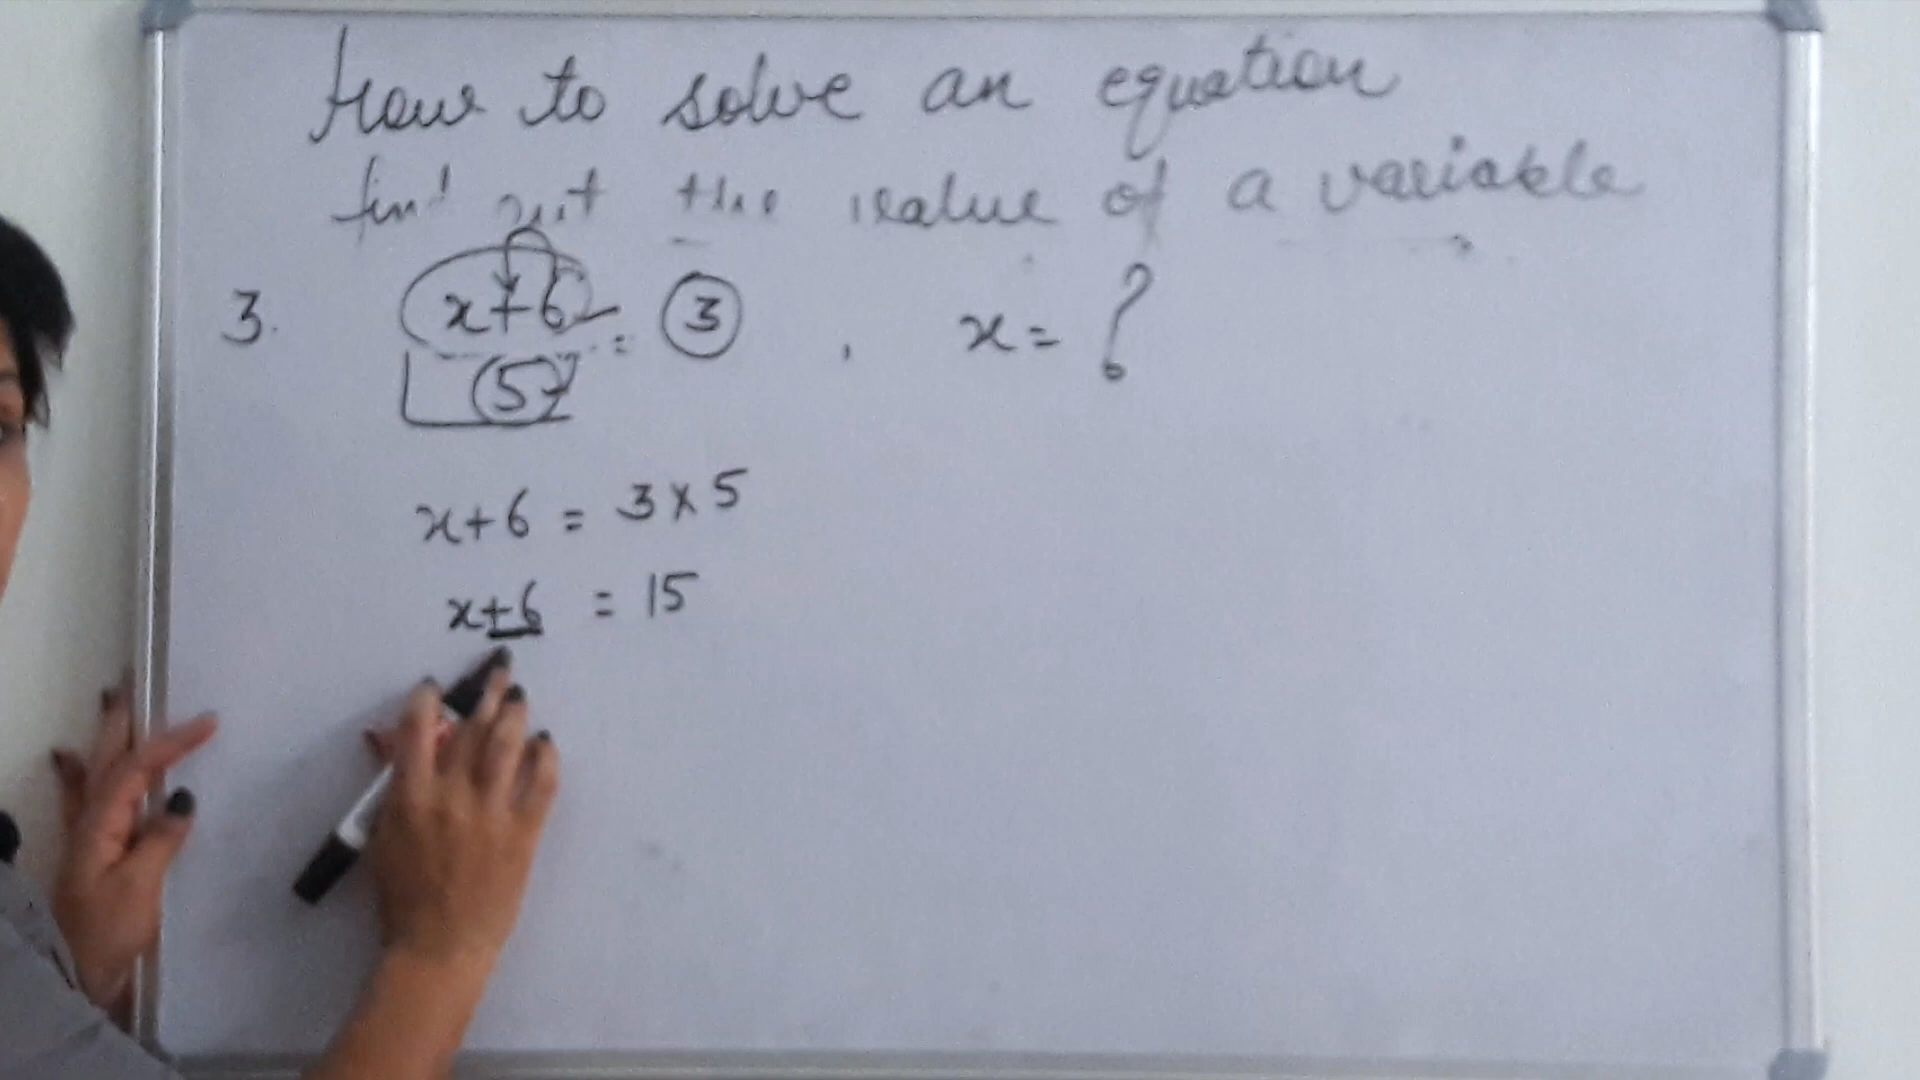 How to solve an equation
find out the value of a variable
3. x+6 / 5 = 3 , x = ?
x+6 = 3 × 5
x+6 = 15